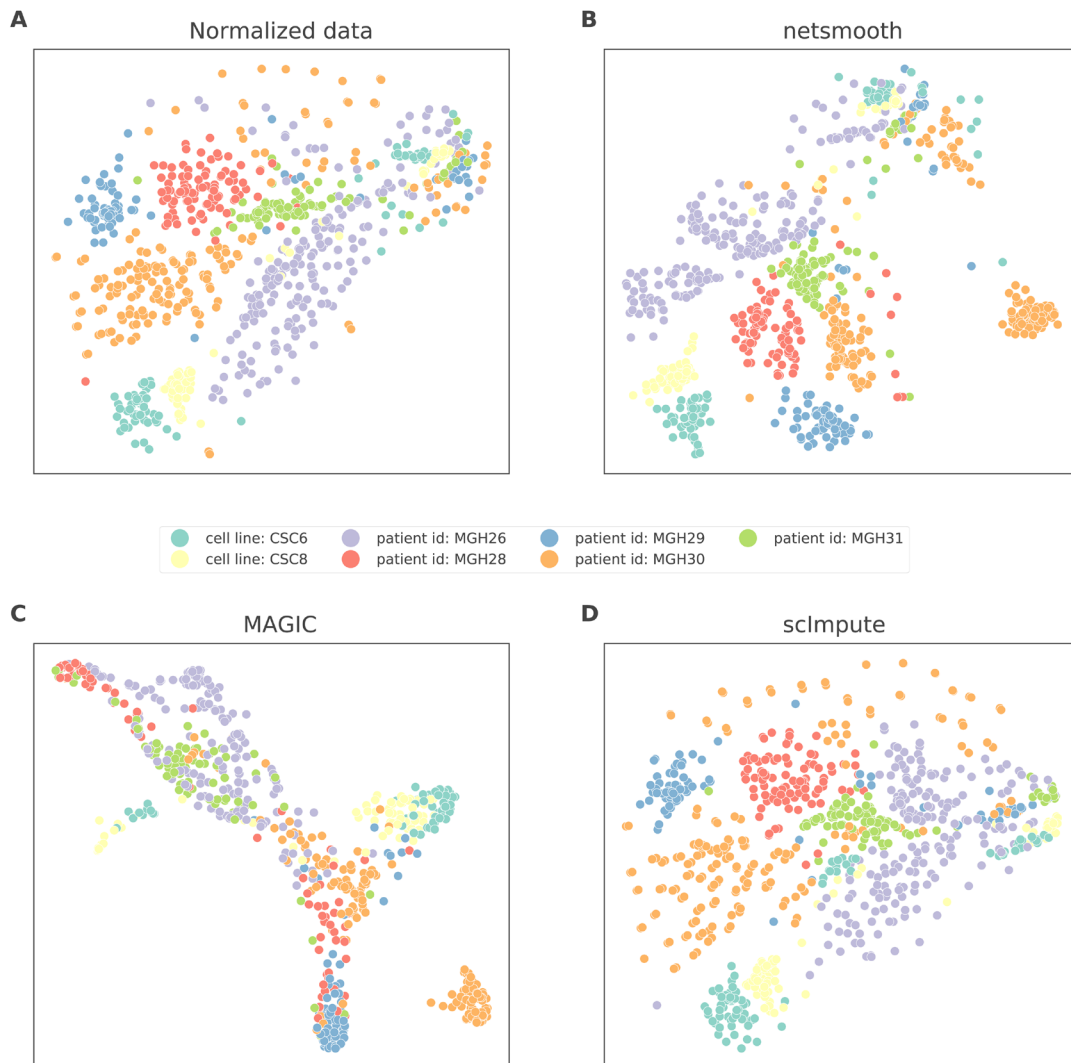 A
Normalized data
B
netsmooth
cell line: CSC6
patient id: MGH26
patient id: MGH29
patient id: MGH31
cell line: CSC8
patient id: MGH28
patient id: MGH30
C
MAGIC
D
scImpute